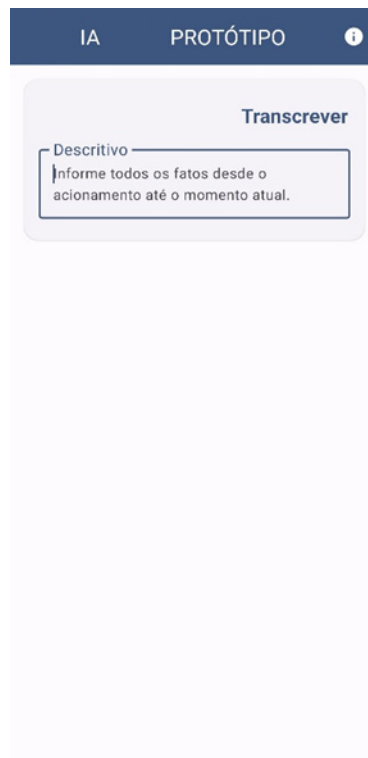 IA PROTÓTIPO
Transcrever
Descritivo
Informe todos os fatos desde o
acionamento até o momento atual.